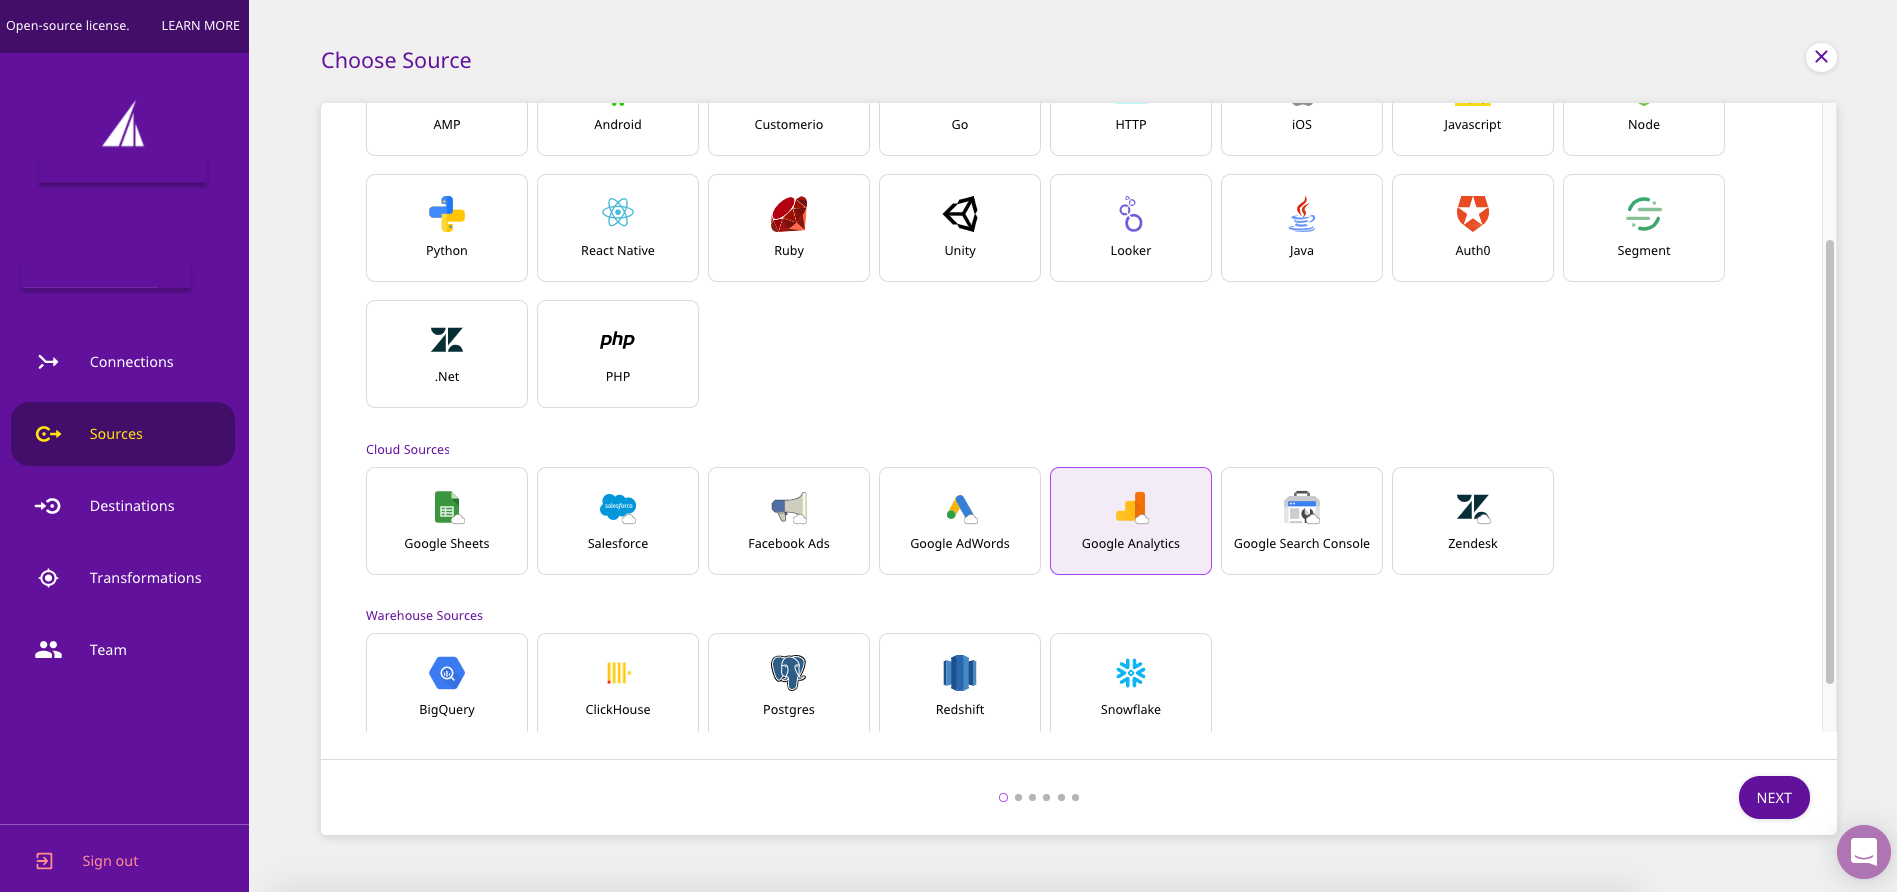 Open-source license. LEARN MORE
Choose Source
AMP Android Customerio Go HTTP iOS Javascript Node
Python React Native Ruby Unity Looker Java Auth0 Segment
php
.Net PHP
Connections
Sources
Destinations
Transformations
Team
Sign out
Cloud Sources
salesforce
Google Sheets Salesforce Facebook Ads Google AdWords Google Analytics Google Search Console Zendesk
Warehouse Sources
BigQuery ClickHouse Postgres Redshift Snowflake
NEXT